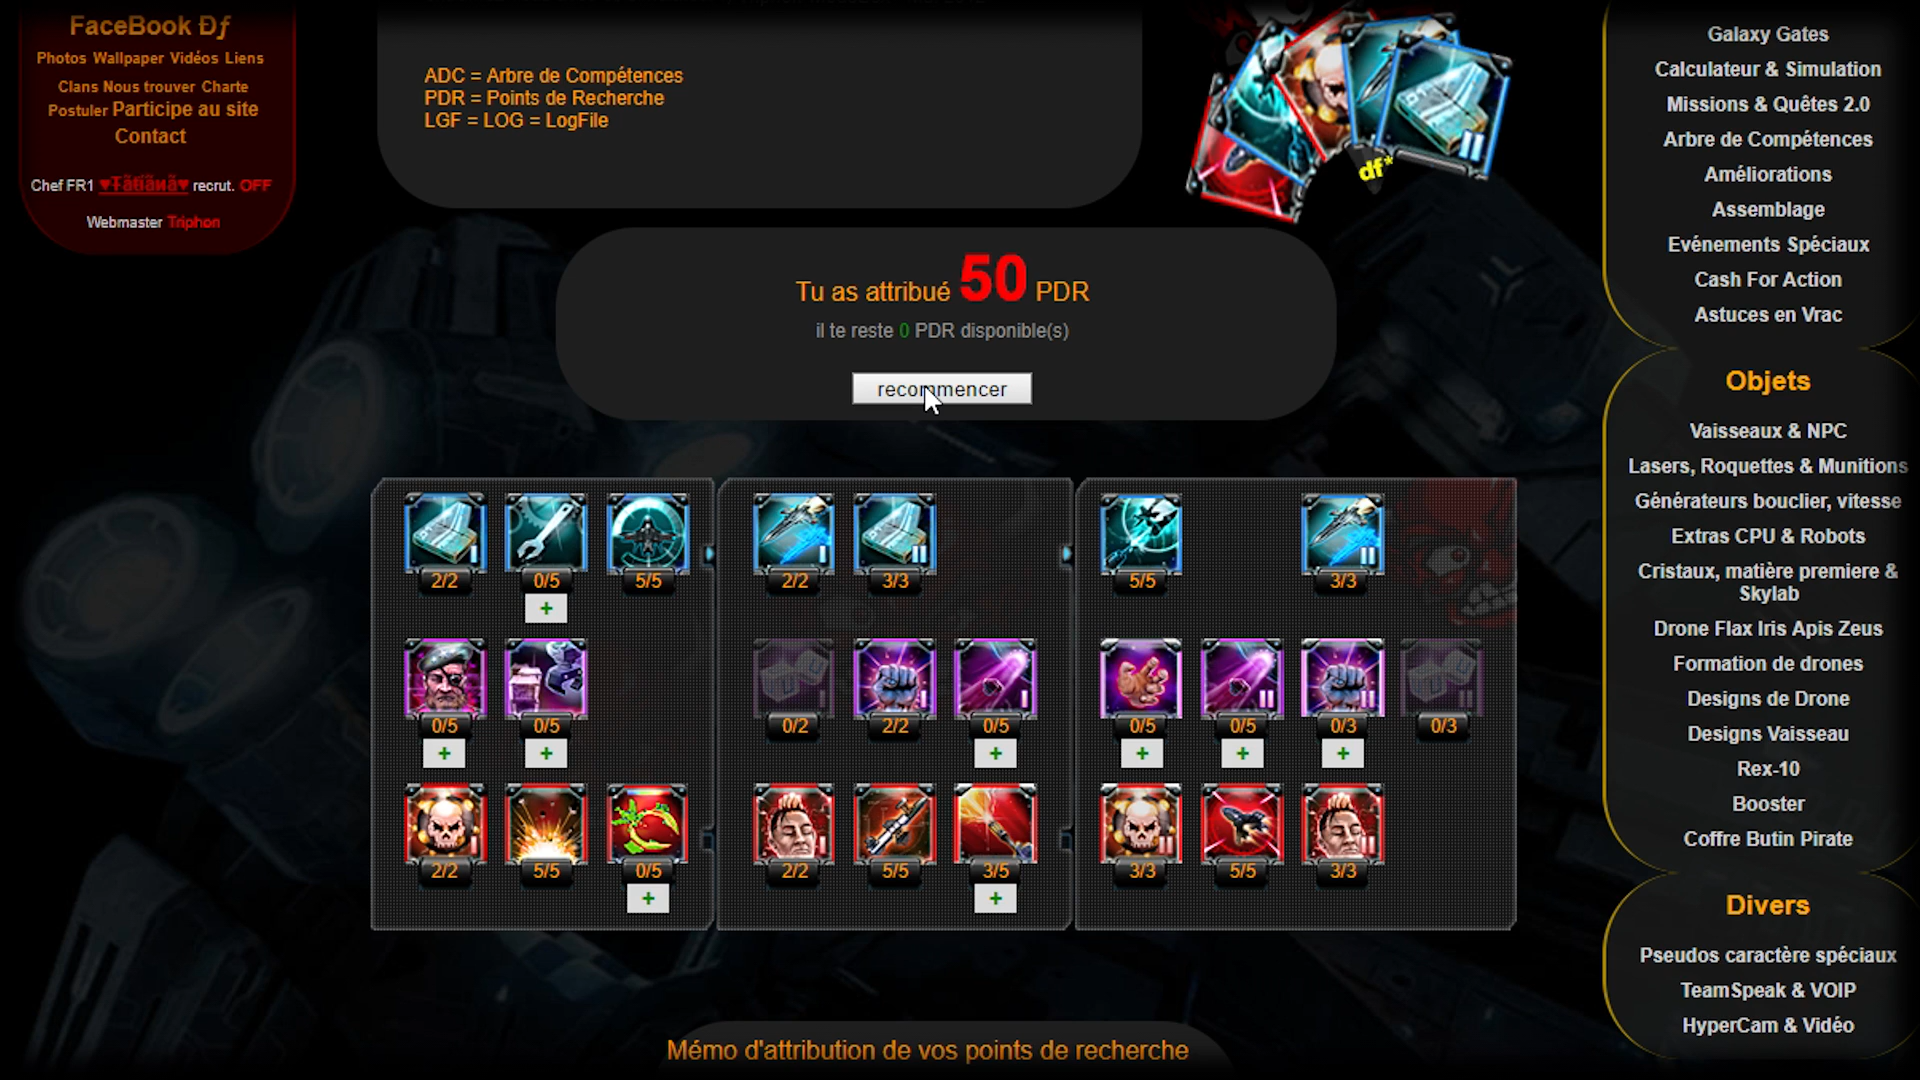 FaceBook Ðƒ
Photos Wallpaper Vidéos Liens
Clans Nous trouver Charte
Postuler Participe au site
Contact
Chef FR1 ♥Ŧãtíãиã♥ recrut. OFF
Webmaster Triphon
ADC = Arbre de Compétences
PDR = Points de Recherche
LGF = LOG = LogFile
df*
Tu as attribué 50 PDR
il te reste 0 PDR disponible(s)
recommencer
2/2 0/5 5/5 2/2 3/3 5/5 3/3
+
0/5 0/5 0/2 2/2 0/5 0/5 0/5 0/3 0/3
+ + + + + +
2/2 5/5 0/5 2/2 5/5 3/5 3/3 5/5 3/3
+ +
Mémo d'attribution de vos points de recherche
Galaxy Gates
Calculateur & Simulation
Missions & Quêtes 2.0
Arbre de Compétences
Améliorations
Assemblage
Evénements Spéciaux
Cash For Action
Astuces en Vrac
Objets
Vaisseaux & NPC
Lasers, Roquettes & Munitions
Générateurs bouclier, vitesse
Extras CPU & Robots
Cristaux, matière premiere &
Skylab
Drone Flax Iris Apis Zeus
Formation de drones
Designs de Drone
Designs Vaisseau
Rex-10
Booster
Coffre Butin Pirate
Divers
Pseudos caractère spéciaux
TeamSpeak & VOIP
HyperCam & Vidéo